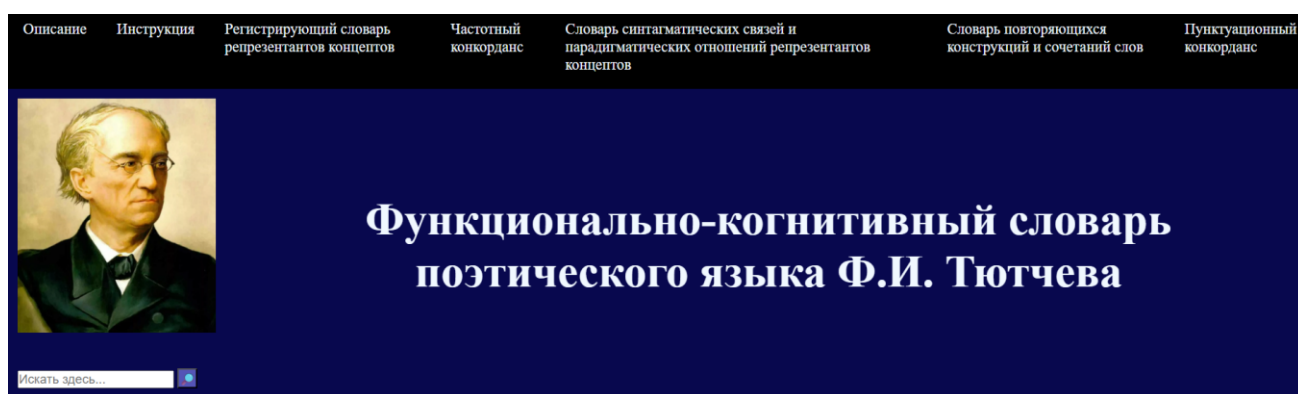 Описание
Инструкция
Регистрирующий словарь
репрезентантов концептов
Частотный
конкорданс
Словарь синтагматических связей и
парадигматических отношений репрезентантов
концептов
Словарь повторяющихся
конструкций и сочетаний слов
Пунктуационный
конкорданс
Функционально-когнитивный словарь
поэтического языка Ф.И. Тютчева
Искать здесь...